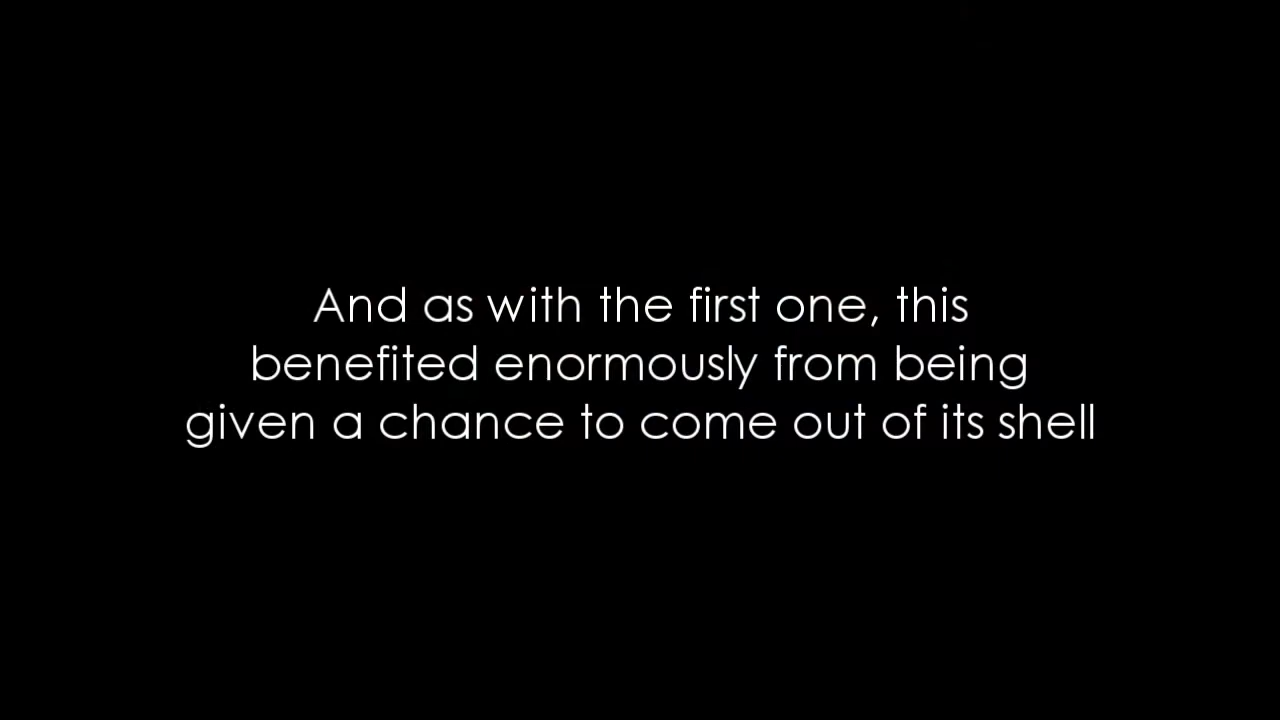 And as with the first one, this
benefited enormously from being
given a chance to come out of its shell